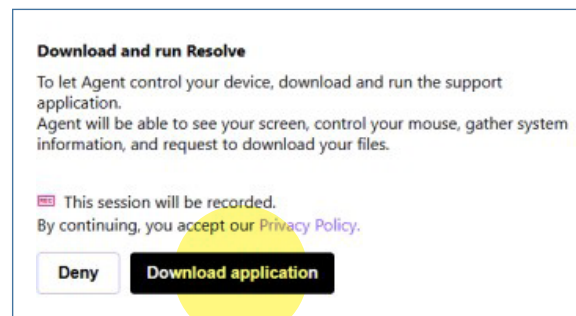 Download and run Resolve
To let Agent control your device, download and run the support
application.
Agent will be able to see your screen, control your mouse, gather system
information, and request to download your files.
REC This session will be recorded.
By continuing, you accept our Privacy Policy.
Deny Download application